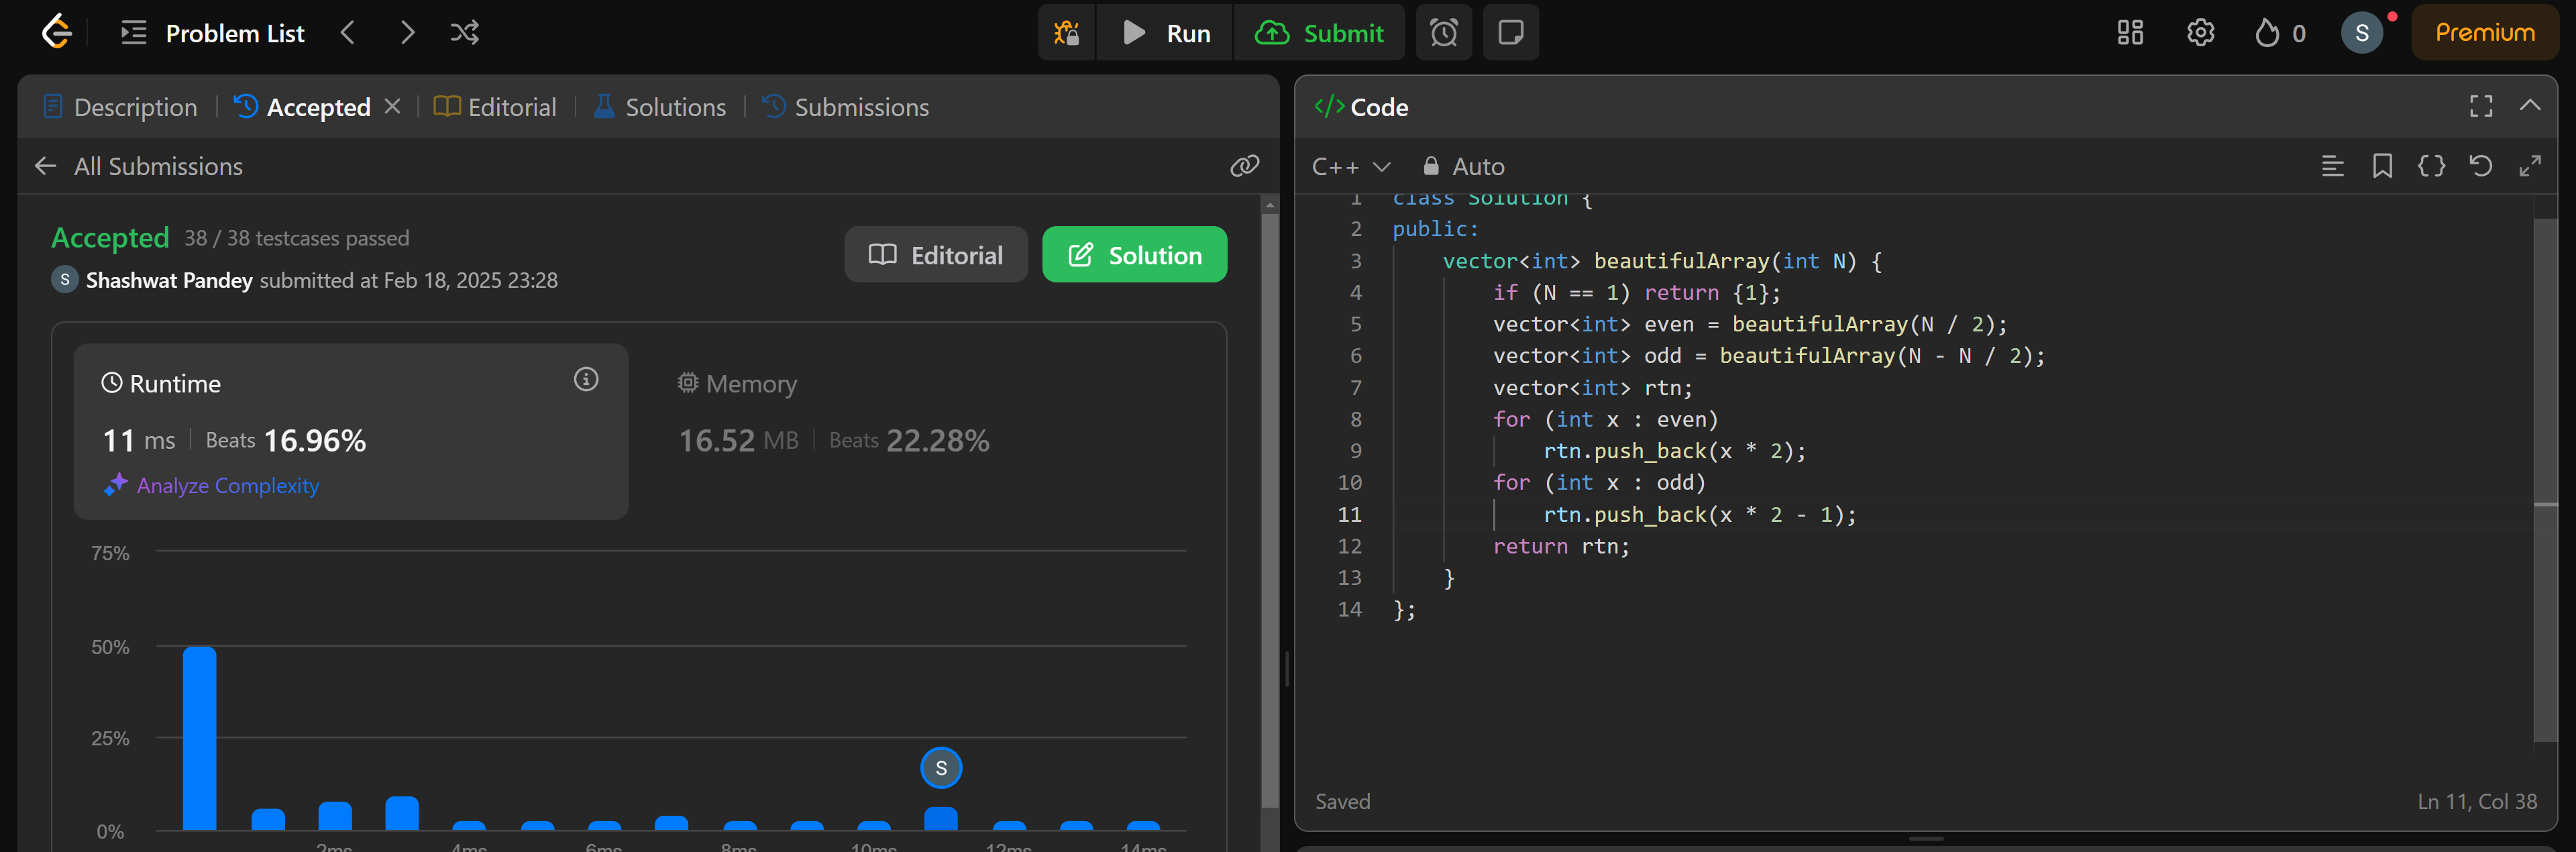 Problem List
Run
Submit
0
S
Premium
Description
Accepted
Editorial
Solutions
Submissions
All Submissions
Accepted 38 / 38 testcases passed
S Shashwat Pandey submitted at Feb 18, 2025 23:28
Editorial
Solution
Runtime
11 ms Beats 16.96%
Analyze Complexity
Memory
16.52 MB Beats 22.28%
75%
50%
25%
0%
S
2ms 4ms 6ms 8ms 10ms 12ms 14ms
</> Code
C++ Auto
1 class Solution {
2 public:
3 vector<int> beautifulArray(int N) {
4 if (N == 1) return {1};
5 vector<int> even = beautifulArray(N / 2);
6 vector<int> odd = beautifulArray(N - N / 2);
7 vector<int> rtn;
8 for (int x : even)
9 rtn.push_back(x * 2);
10 for (int x : odd)
11 rtn.push_back(x * 2 - 1);
12 return rtn;
13 }
14 };
Saved
Ln 11, Col 38